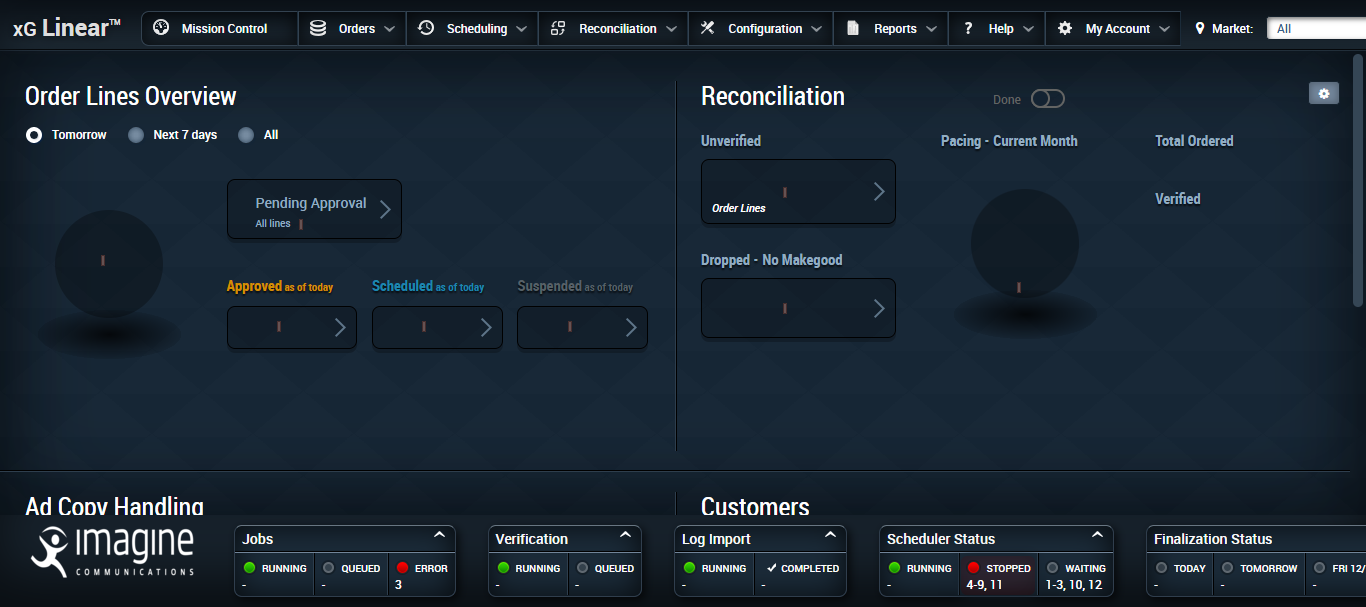 xG Linear™ Mission Control Orders Scheduling Reconciliation Configuration Reports ? Help My Account Market: All
Order Lines Overview
Tomorrow Next 7 days All
Pending Approval
All lines
Approved as of today Scheduled as of today Suspended as of today
Reconciliation
Done
Unverified Pacing - Current Month Total Ordered
Order Lines
Verified
Dropped - No Makegood
Ad Copy Handling
Customers
imagine
COMMUNICATIONS
Jobs
RUNNING QUEUED ERROR
- - 3
Verification
RUNNING QUEUED
- -
Log Import
RUNNING COMPLETED
- -
Scheduler Status
RUNNING STOPPED WAITING
- 4-9, 11 1-3, 10, 12
Finalization Status
TODAY TOMORROW FRI 12/
- - -